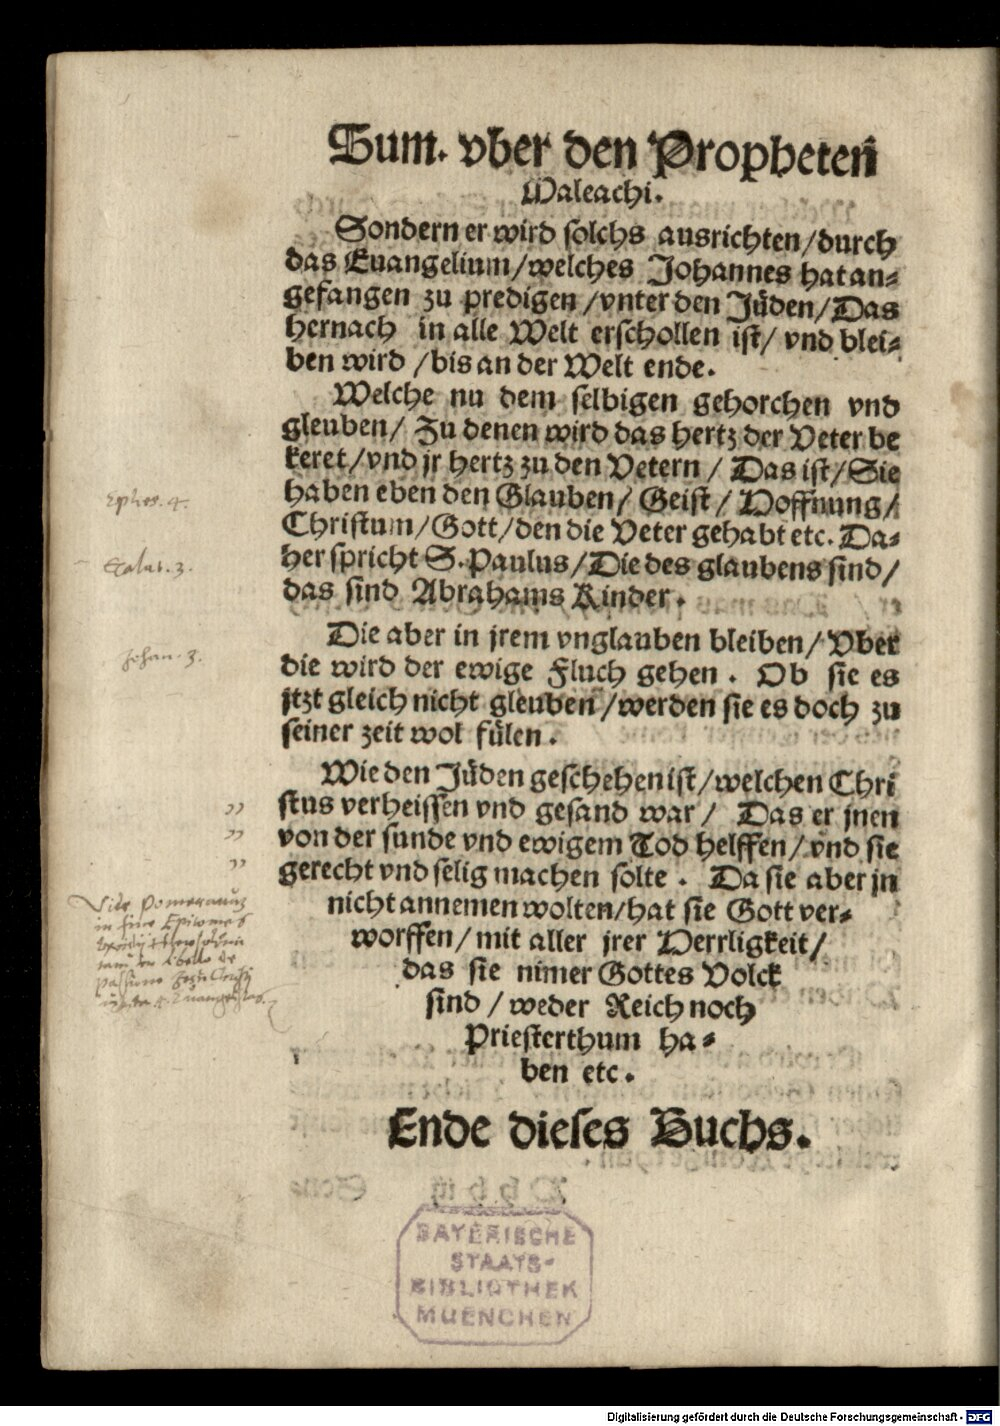 Sum. vber den Propheten
Maleachi.
Sondern er wird solchs ausrichten/durch
das Euangelium/welches Johannes hat an-
gefangen zu predigen/vnter den Jüden/Das
hernach in alle Welt erschollen ist/vnd blei-
ben wird/bis an der Welt ende.
Welche nu dem selbigen gehorchen vnd
gleuben/Zu denen wird das hertz der Veter be
keret/vnd jr hertz zu den Vetern/Das ist/Sie
Ephes. 4.
haben eben den Glauben/Geist/Hoffnung/
Christum/Gott/den die Veter gehabt etc. Da-
Galat. 3.
her spricht S. Paulus/Die des glaubens sind/
das sind Abrahams Kinder.
Die aber in jrem vnglauben bleiben/Vber
Johan. 3.
die wird der ewige Fluch gehen. Ob sie es
jtzt gleich nicht gleuben/werden sie es doch zu
seiner zeit wol fülen.
Wie den Jüden geschehen ist/welchen Chri
stus verheissen vnd gesand war/Das er jnen
von der sunde vnd ewigem Tod helffen/vnd sie
gerecht vnd selig machen solte. Da sie aber jn
nicht annemen wolten/hat sie Gott ver-
worffen/mit aller jrer Herrligkeit/
das sie nimer Gottes Volck
sind/weder Reich noch
Priesterthum ha-
ben etc.
Vide Pomeranum
Ende dieses Buchs.
BAYERISCHE
STAATS-
BIBLIOTHEK
MUENCHEN
Digitalisierung gefördert durch die Deutsche Forschungsgemeinschaft - DFG